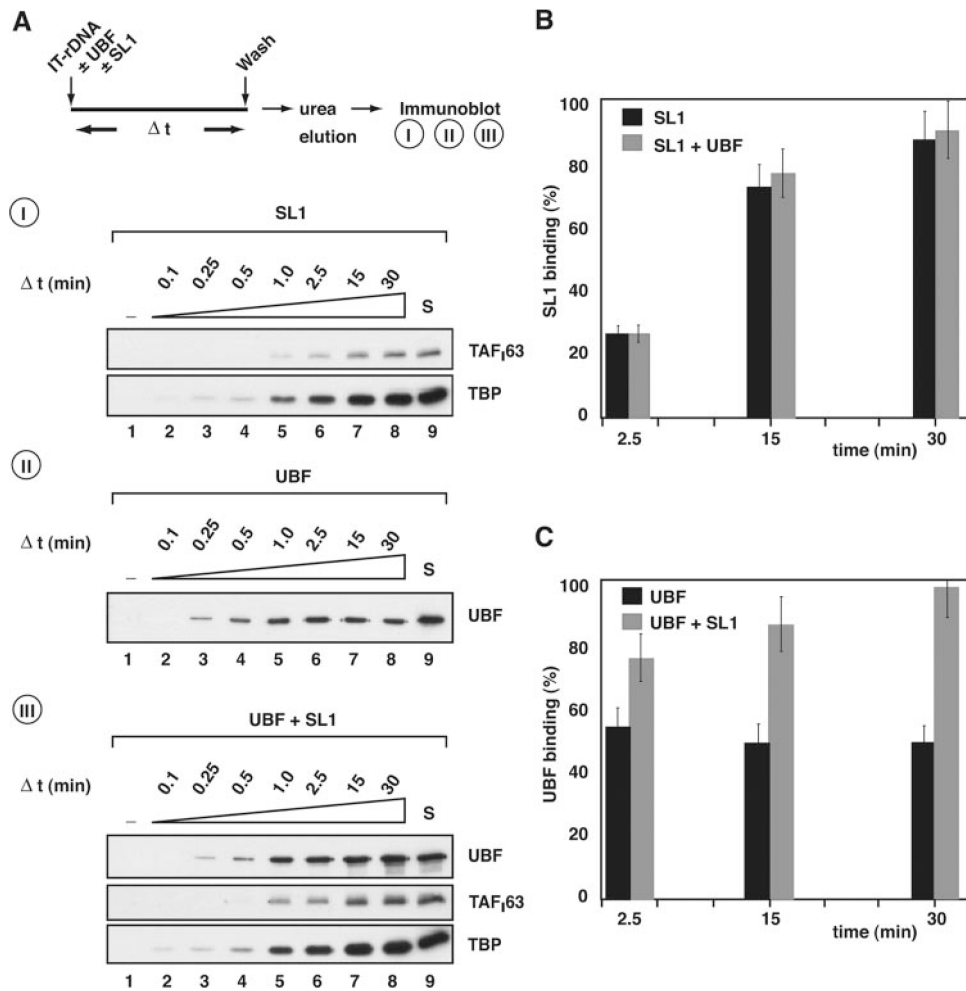 A
IT-rDNA
± UBF
± SL1
Wash
Δ t
urea
elution
Immunoblot
I II III
I
SL1
Δ t (min)
0.1 0.25 0.5 1.0 2.5 15 30
– S
TAFI63
TBP
1 2 3 4 5 6 7 8 9
II
UBF
Δ t (min)
0.1 0.25 0.5 1.0 2.5 15 30
– S
UBF
1 2 3 4 5 6 7 8 9
III
UBF + SL1
Δ t (min)
0.1 0.25 0.5 1.0 2.5 15 30
– S
UBF
TAFI63
TBP
1 2 3 4 5 6 7 8 9
B
SL1 binding (%)
100
80
60
40
20
0
SL1
SL1 + UBF
2.5 15 30
time (min)
C
UBF binding (%)
100
80
60
40
20
0
UBF
UBF + SL1
2.5 15 30
time (min)